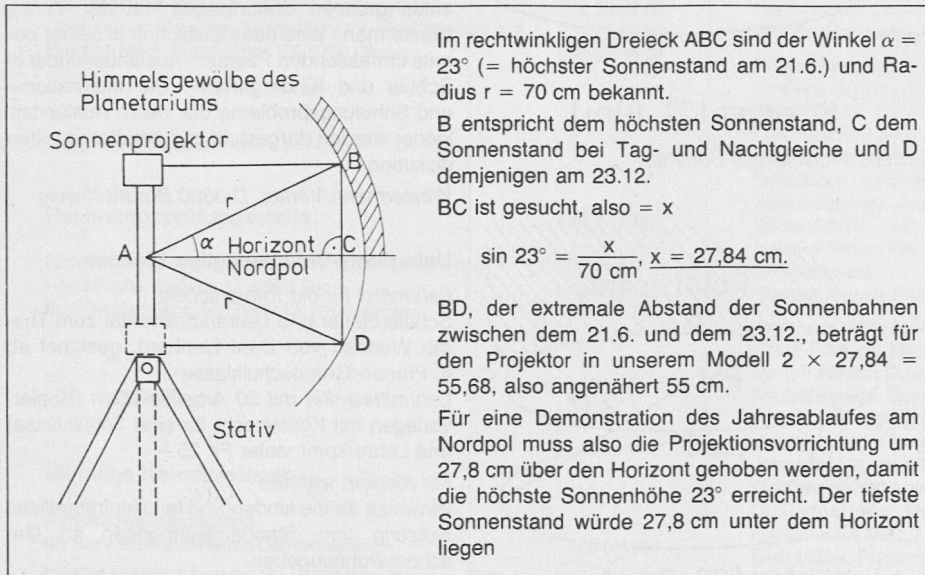 Himmelsgewölbe des
Planetariums
Sonnenprojektor
B
r
A
α
Horizont
C
Nordpol
r
D
Stativ
Im rechtwinkligen Dreieck ABC sind der Winkel α =
23° (= höchster Sonnenstand am 21.6.) und Ra-
dius r = 70 cm bekannt.
B entspricht dem höchsten Sonnenstand, C dem
Sonnenstand bei Tag- und Nachtgleiche und D
demjenigen am 23.12.
BC ist gesucht, also = x
sin 23° = x / 70 cm, x = 27,84 cm.
BD, der extremale Abstand der Sonnenbahnen
zwischen dem 21.6. und dem 23.12., beträgt für
den Projektor in unserem Modell 2 x 27,84 =
55,68, also angenähert 55 cm.
Für eine Demonstration des Jahresablaufes am
Nordpol muss also die Projektionsvorrichtung um
27,8 cm über den Horizont gehoben werden, damit
die höchste Sonnenhöhe 23° erreicht. Der tiefste
Sonnenstand würde 27,8 cm unter dem Horizont
liegen